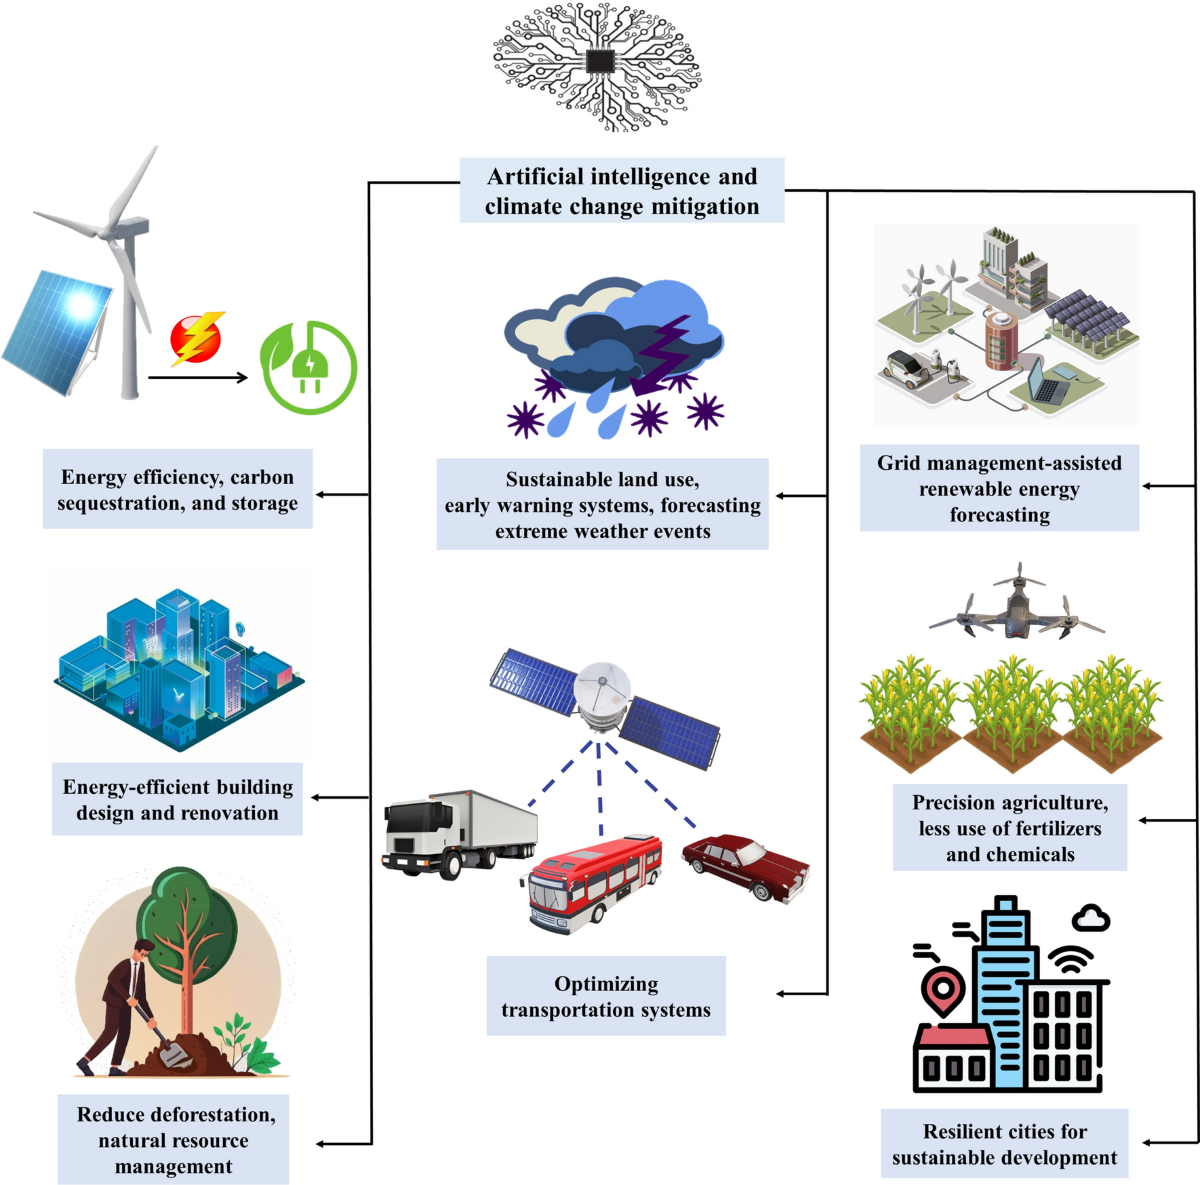 Artificial intelligence and
climate change mitigation
Energy efficiency, carbon
sequestration, and storage
Sustainable land use,
early warning systems, forecasting
extreme weather events
Grid management-assisted
renewable energy
forecasting
Energy-efficient building
design and renovation
Optimizing
transportation systems
Precision agriculture,
less use of fertilizers
and chemicals
Reduce deforestation,
natural resource
management
Resilient cities for
sustainable development